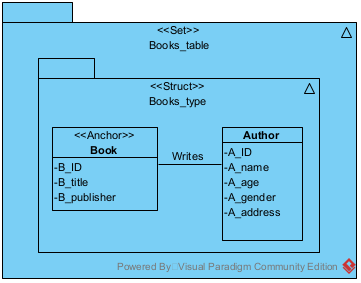 <<Set>>
Books_table
<<Struct>>
Books_type
<<Anchor>>
Book
-B_ID
-B_title
-B_publisher
Writes
Author
-A_ID
-A_name
-A_age
-A_gender
-A_address
Powered By: Visual Paradigm Community Edition